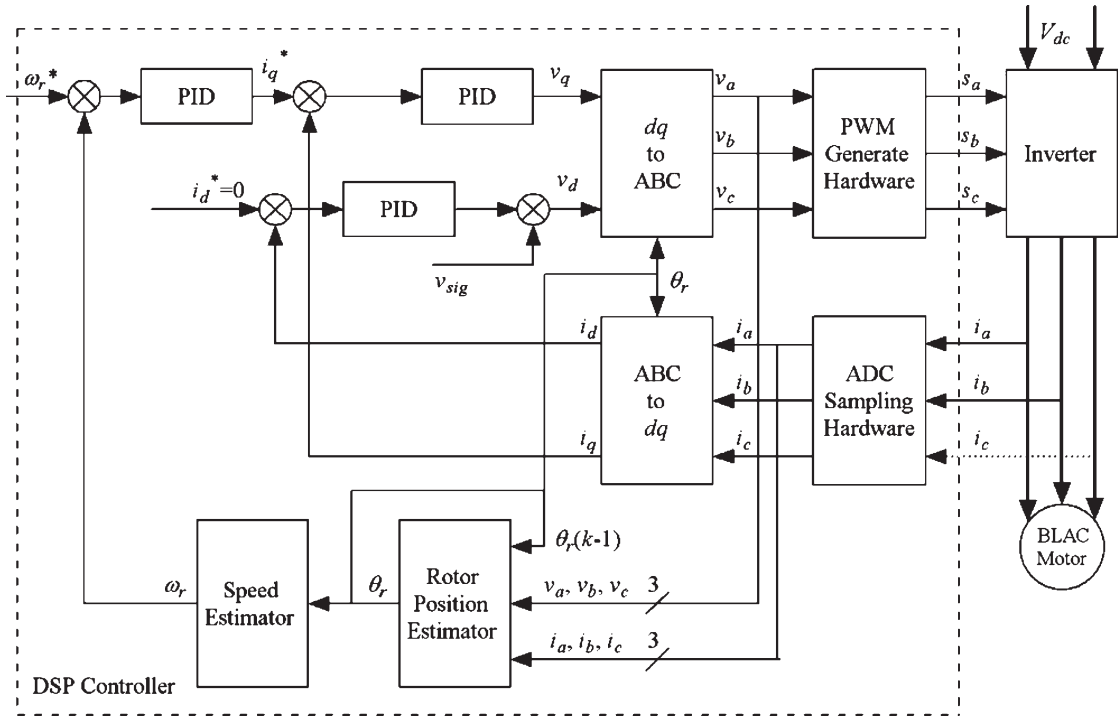 V_dc
ω_r*
PID
i_q*
PID
v_q
dq
to
ABC
v_a
v_b
v_c
PWM
Generate
Hardware
s_a
s_b
s_c
Inverter
i_d*=0
PID
v_d
v_sig
θ_r
i_d
i_q
ABC
to
dq
i_a
i_b
i_c
ADC
Sampling
Hardware
i_a
i_b
i_c
BLAC
Motor
ω_r
Speed
Estimator
θ_r
Rotor
Position
Estimator
θ_r(k-1)
v_a, v_b, v_c 3
i_a, i_b, i_c 3
DSP Controller